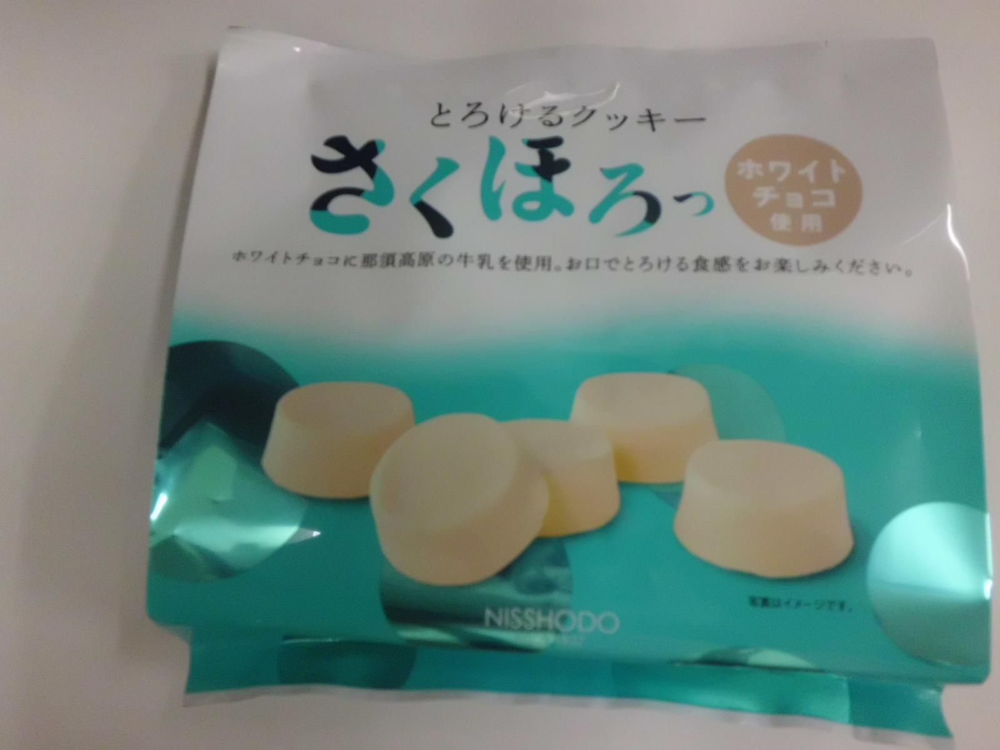 とろけるクッキー
さくほろっ
ホワイト
チョコ
使用
ホワイトチョコに那須高原の牛乳を使用。お口でとろける食感をお楽しみください。
写真はイメージです。
NISSHODO